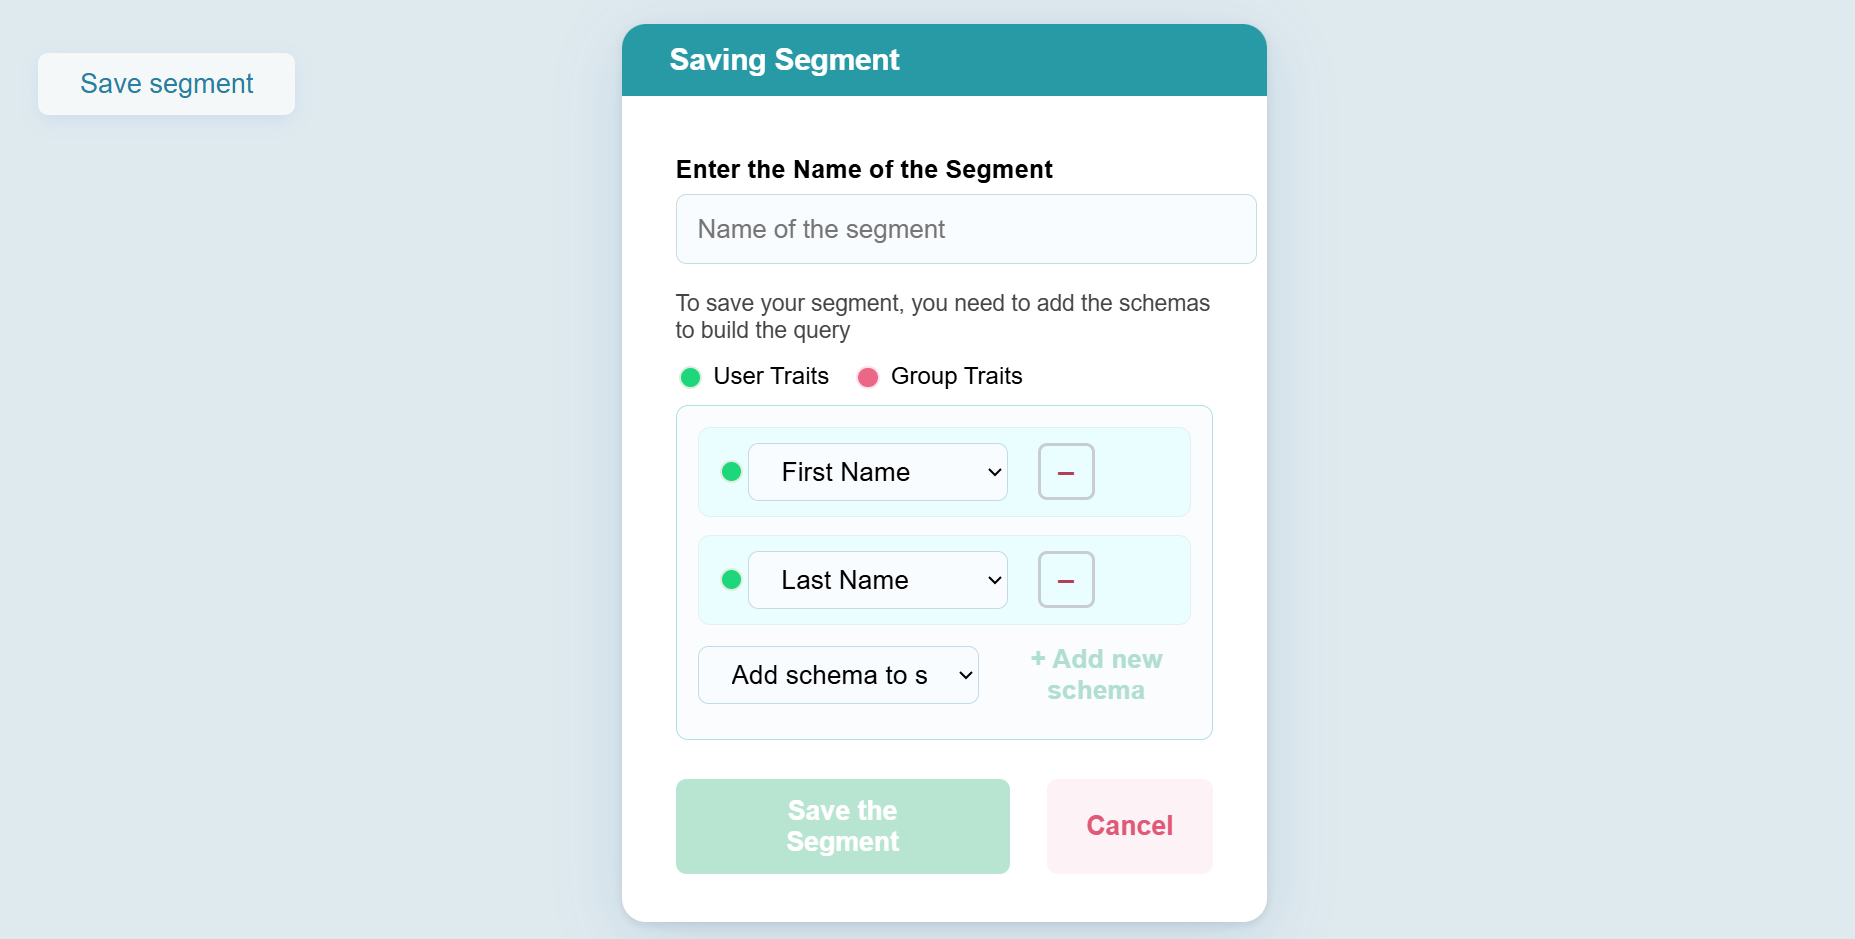 Save segment
Saving Segment
Enter the Name of the Segment
Name of the segment
To save your segment, you need to add the schemas
to build the query
User Traits
Group Traits
First Name
–
Last Name
–
Add schema to s
+ Add new
schema
Save the
Segment
Cancel